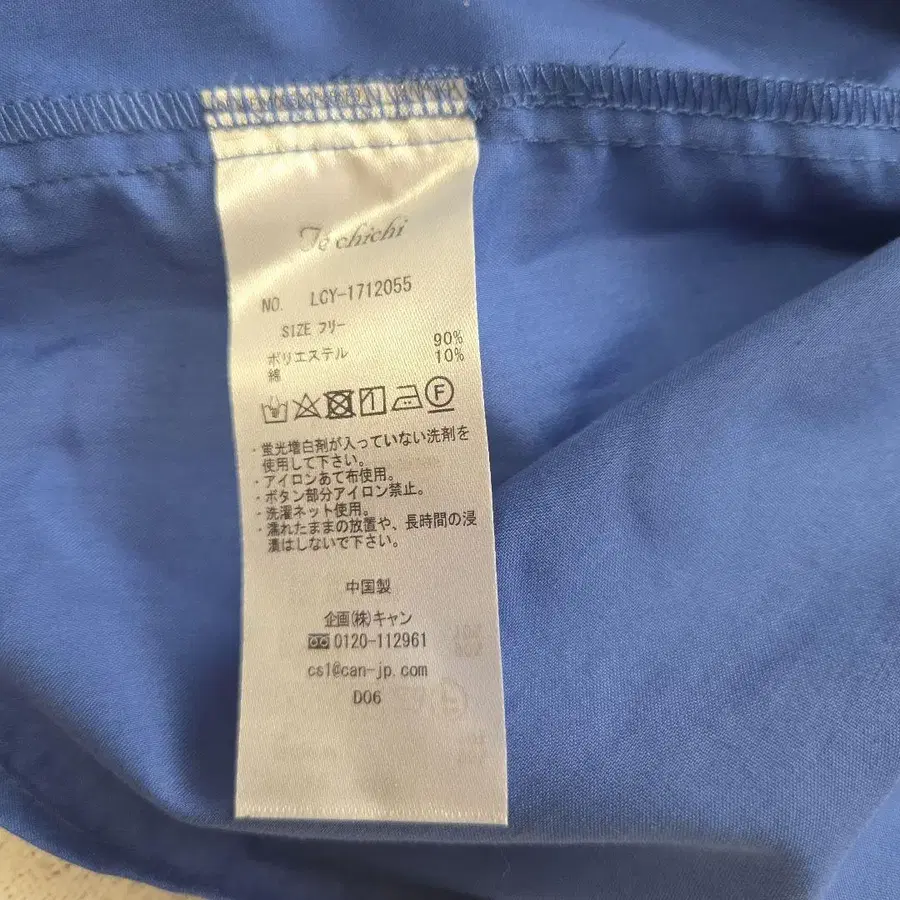 Te chichi
NO. LCY-1712055
SIZE フリー
ポリエステル 90%
綿 10%
F
・蛍光増白剤が入っていない洗剤を
使用して下さい。
・アイロンあて布使用。
・ボタン部分アイロン禁止。
・洗濯ネット使用。
・濡れたままの放置や、長時間の浸
漬はしないで下さい。
中国製
企画(株)キャン
0120-112961
cs1@can-jp.com
D06